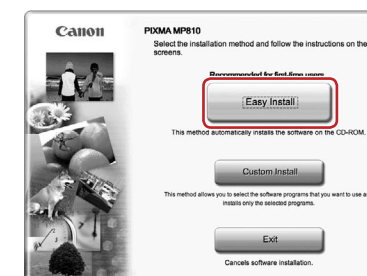 Canon
PIXMA MP810
Select the installation method and follow the instructions on the
screens.
Recommended for first-time users
Easy Install
This method automatically installs the software on the CD-ROM.
Custom Install
This method allows you to select the software programs that you want to use a
installs only the selected programs.
Exit
Cancels software installation.